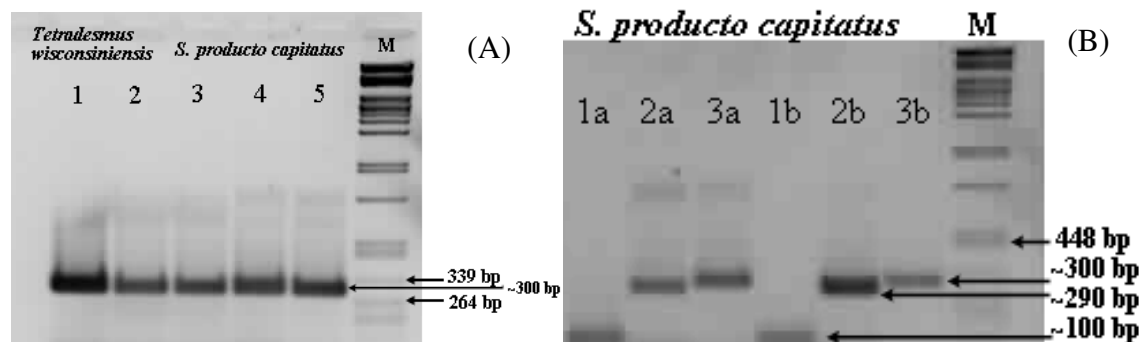 Tetradesmus
wisconsiniensis
S. producto capitatus
M
(A)
1 2 3 4 5
339 bp
~300 bp
264 bp
S. producto capitatus
M
(B)
1a 2a 3a 1b 2b 3b
448 bp
~300 bp
~290 bp
~100 bp